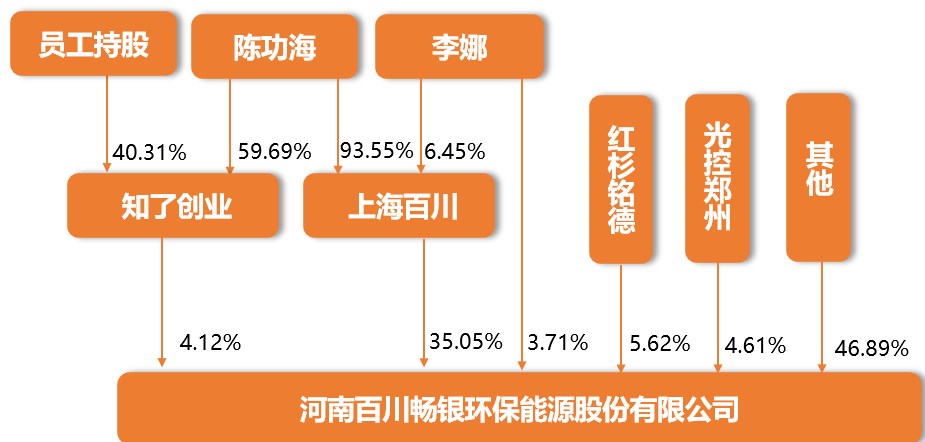 员工持股
陈功海
李娜
40.31%
59.69%
93.55%
6.45%
知了创业
上海百川
红杉铭德
光控郑州
其他
4.12%
35.05%
3.71%
5.62%
4.61%
46.89%
河南百川畅银环保能源股份有限公司